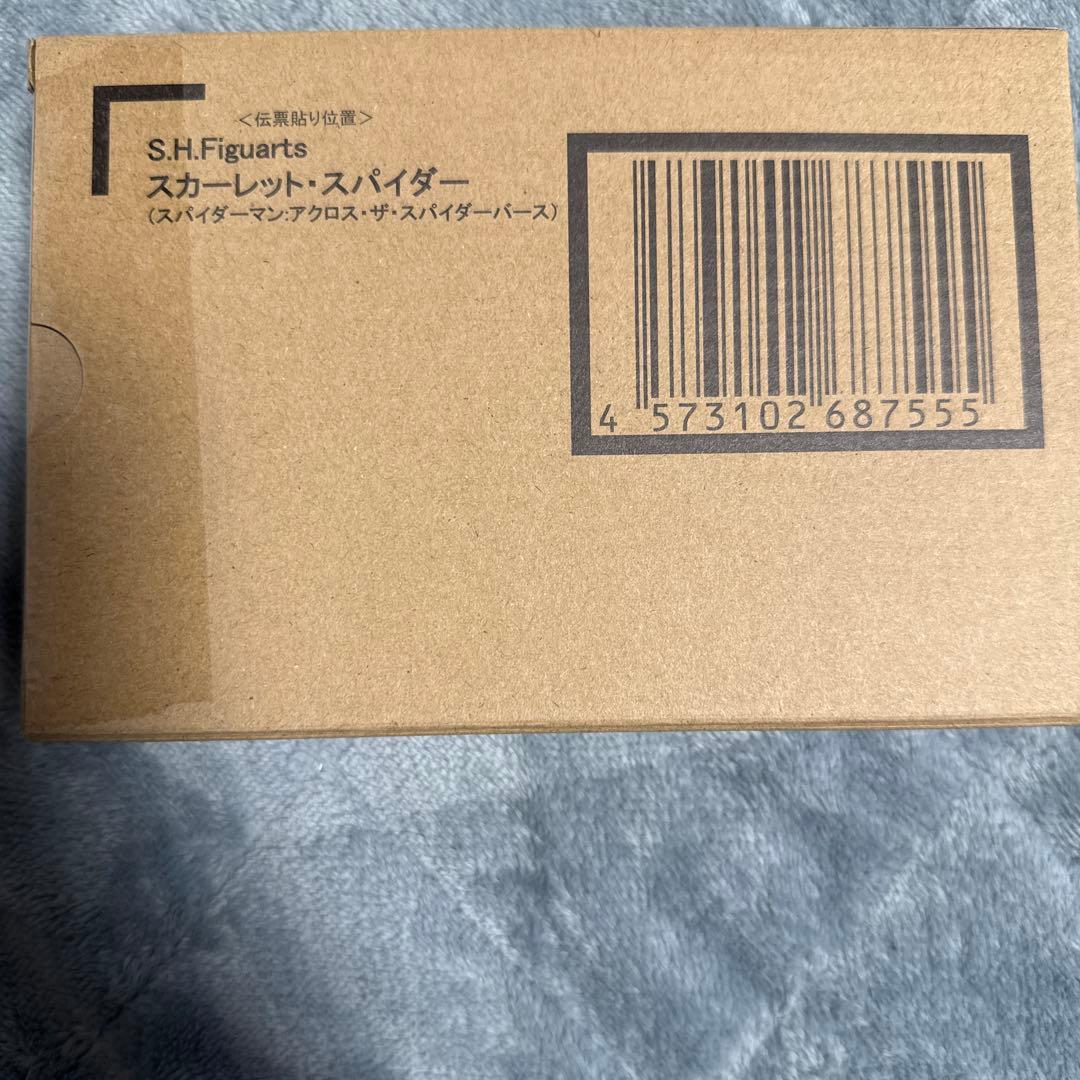 ＜伝票貼り位置＞
S.H.Figuarts
スカーレット・スパイダー
(スパイダーマン:アクロス・ザ・スパイダーバース)
4 573102 687555